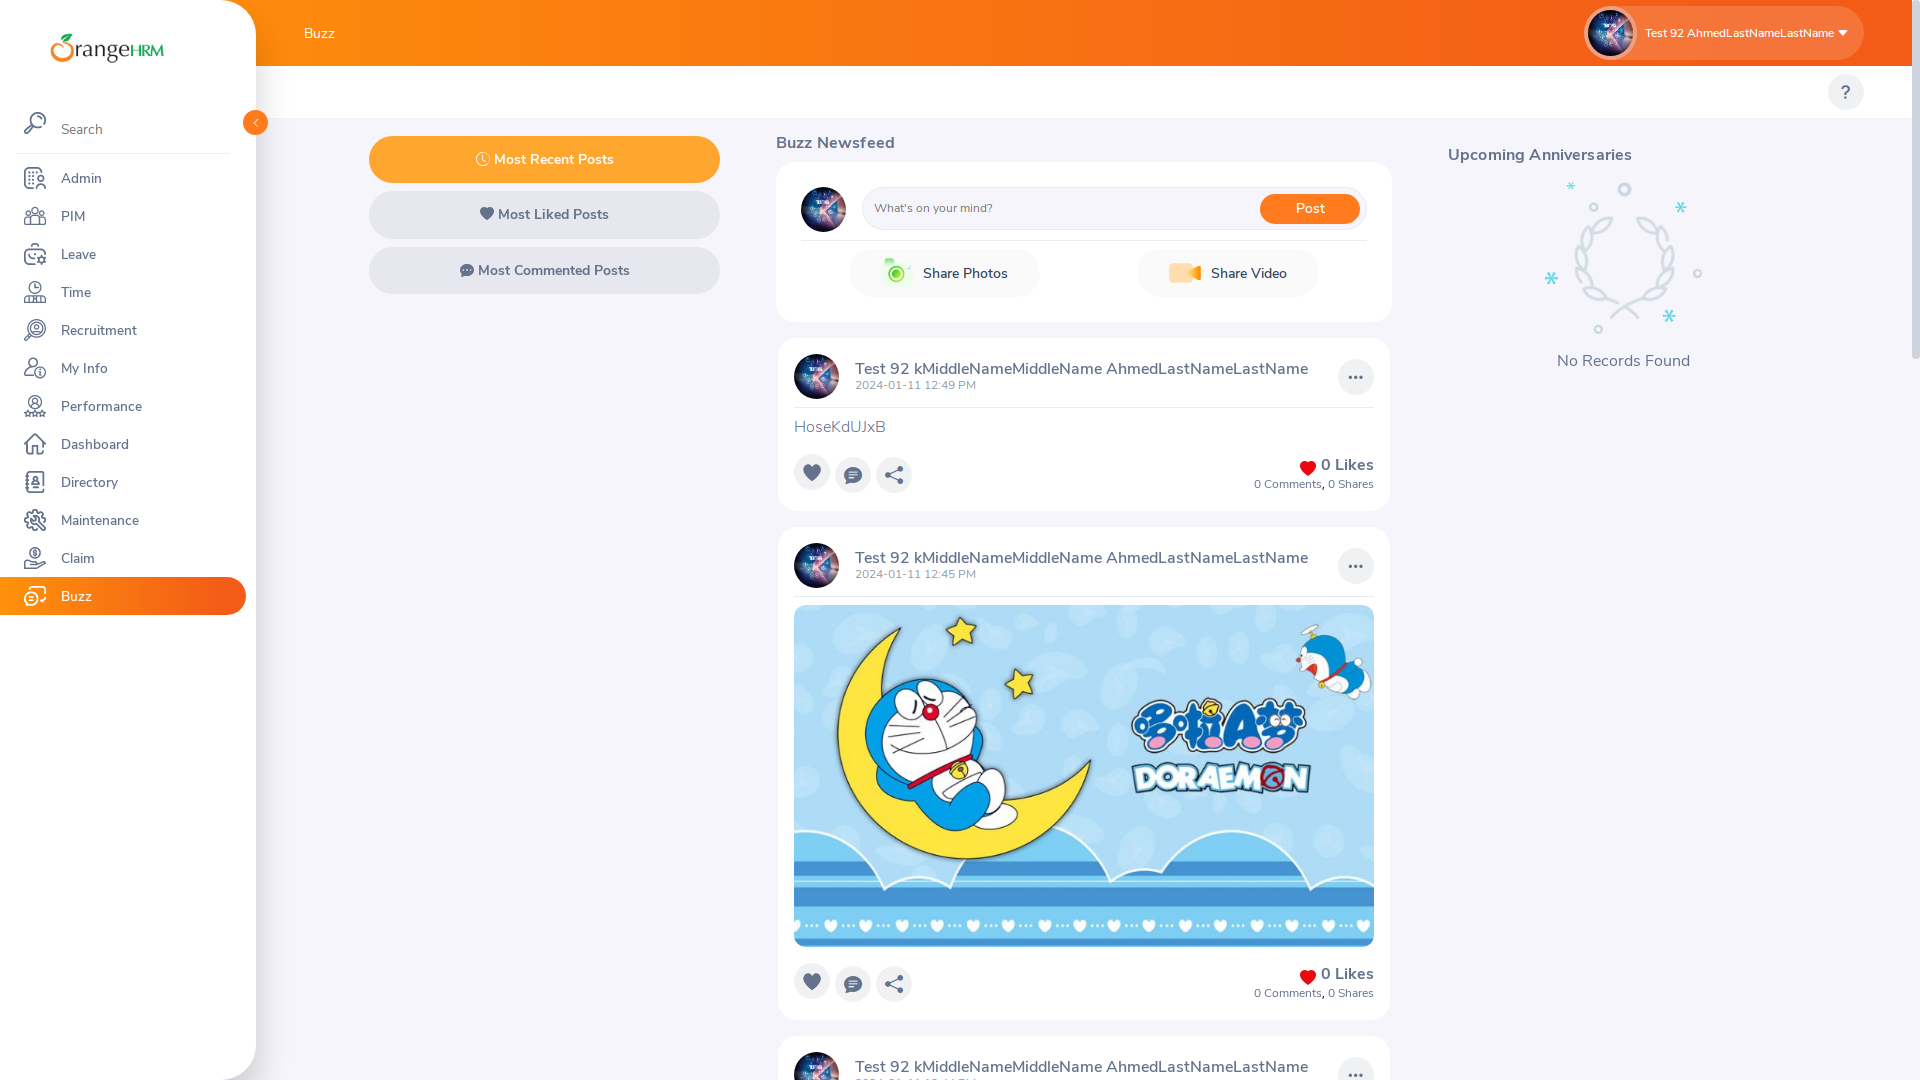 OrangeHRM
Search
Admin
PIM
Leave
Time
Recruitment
My Info
Performance
Dashboard
Directory
Maintenance
Claim
Buzz
Buzz
Test 92 AhmedLastNameLastName
?
Most Recent Posts
Most Liked Posts
Most Commented Posts
Buzz Newsfeed
What's on your mind?
Post
Share Photos
Share Video
Test 92 kMiddleNameMiddleName AhmedLastNameLastName
2024-01-11 12:49 PM
HoseKdUJxB
0 Likes
0 Comments, 0 Shares
Test 92 kMiddleNameMiddleName AhmedLastNameLastName
2024-01-11 12:45 PM
哆啦A梦
DORAEMON
0 Likes
0 Comments, 0 Shares
Test 92 kMiddleNameMiddleName AhmedLastNameLastName
Upcoming Anniversaries
No Records Found